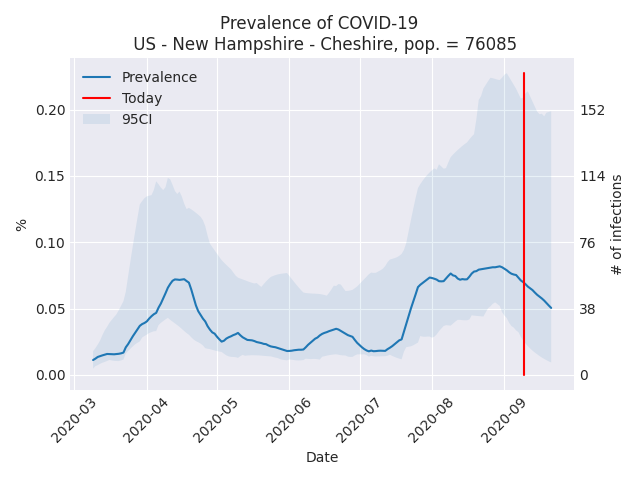 Prevalence of COVID-19
US - New Hampshire - Cheshire, pop. = 76085
Prevalence
Today
95CI
0.20
0.15
0.10
0.05
0.00
%
152
114
76
38
0
# of infections
2020-03
2020-04
2020-05
2020-06
2020-07
2020-08
2020-09
Date